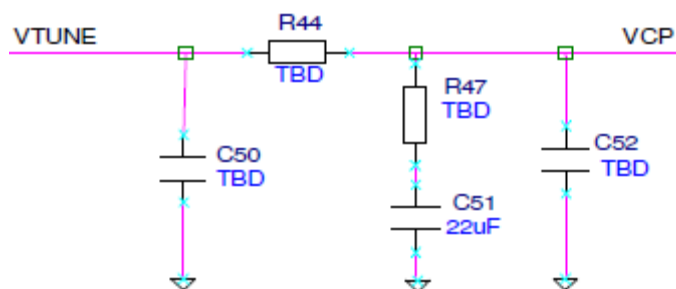 VTUNE
R44
TBD
VCP
R47
TBD
C50
TBD
C52
TBD
C51
22uF